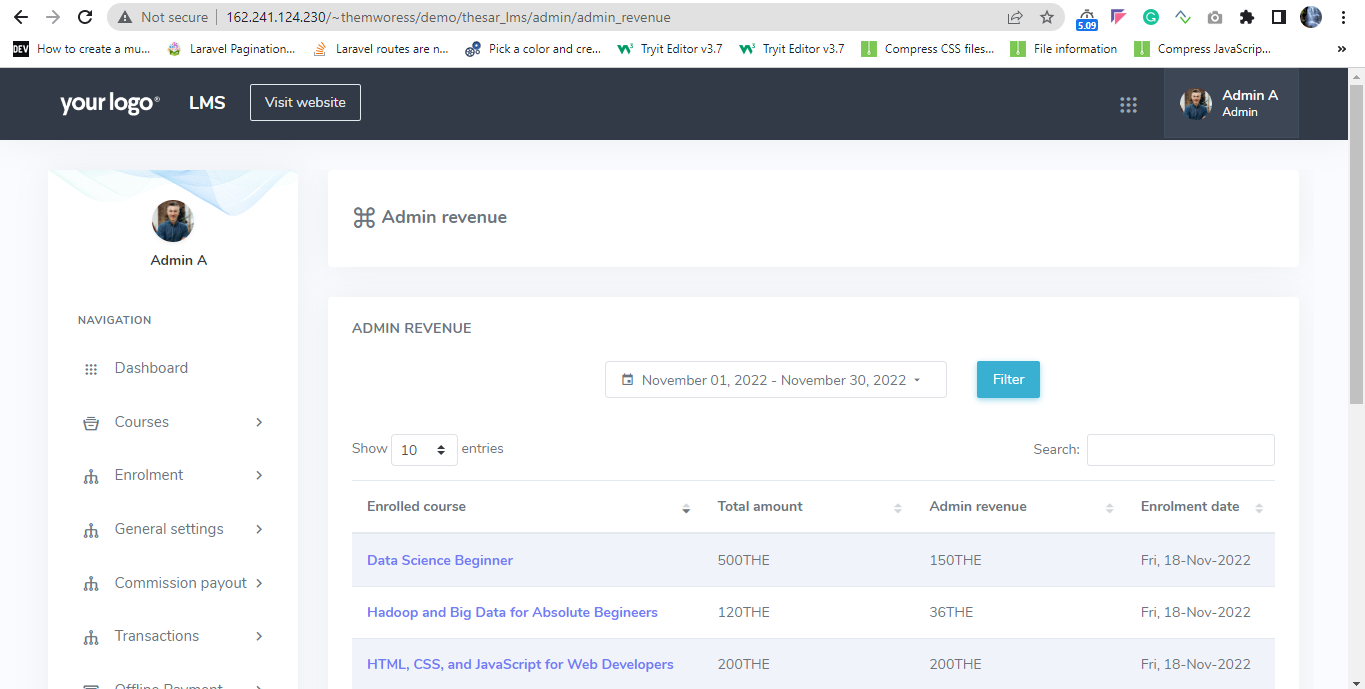 Not secure | 162.241.124.230/~themworess/demo/thesar_lms/admin/admin_revenue
5.09
DEV How to create a mu... Laravel Pagination... Laravel routes are n... Pick a color and cre... Tryit Editor v3.7 Tryit Editor v3.7 Compress CSS files... File information Compress JavaScrip... »
your logo® LMS Visit website
Admin A
Admin
Admin A
NAVIGATION
Dashboard
Courses
Enrolment
General settings
Commission payout
Transactions
Offline Payment
Admin revenue
ADMIN REVENUE
November 01, 2022 - November 30, 2022 Filter
Show 10 entries Search:
Enrolled course Total amount Admin revenue Enrolment date
Data Science Beginner 500THE 150THE Fri, 18-Nov-2022
Hadoop and Big Data for Absolute Begineers 120THE 36THE Fri, 18-Nov-2022
HTML, CSS, and JavaScript for Web Developers 200THE 200THE Fri, 18-Nov-2022